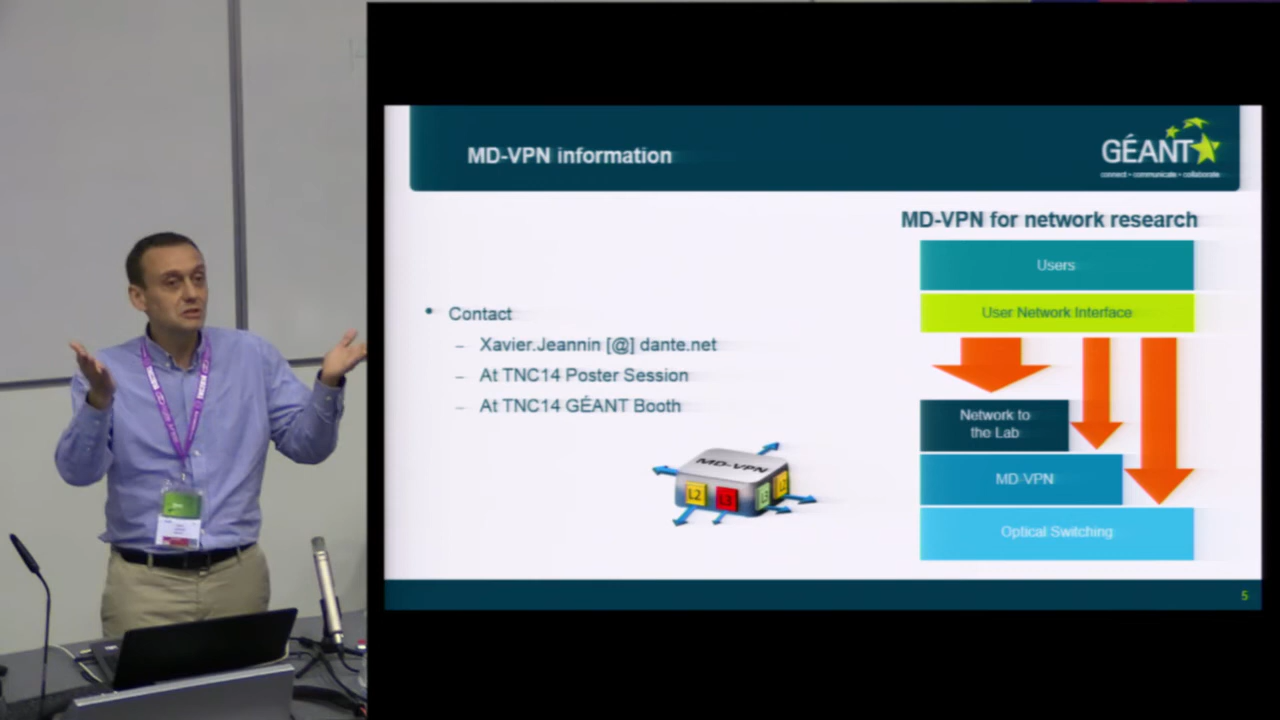 MD-VPN information
GÉANT
connect • communicate • collaborate
MD-VPN for network research
Users
User Network Interface
• Contact
– Xavier.Jeannin [@] dante.net
– At TNC14 Poster Session
– At TNC14 GÉANT Booth
Network to
the Lab
MD-VPN
L2
L3
L3
L2
MD-VPN
Optical Switching
5